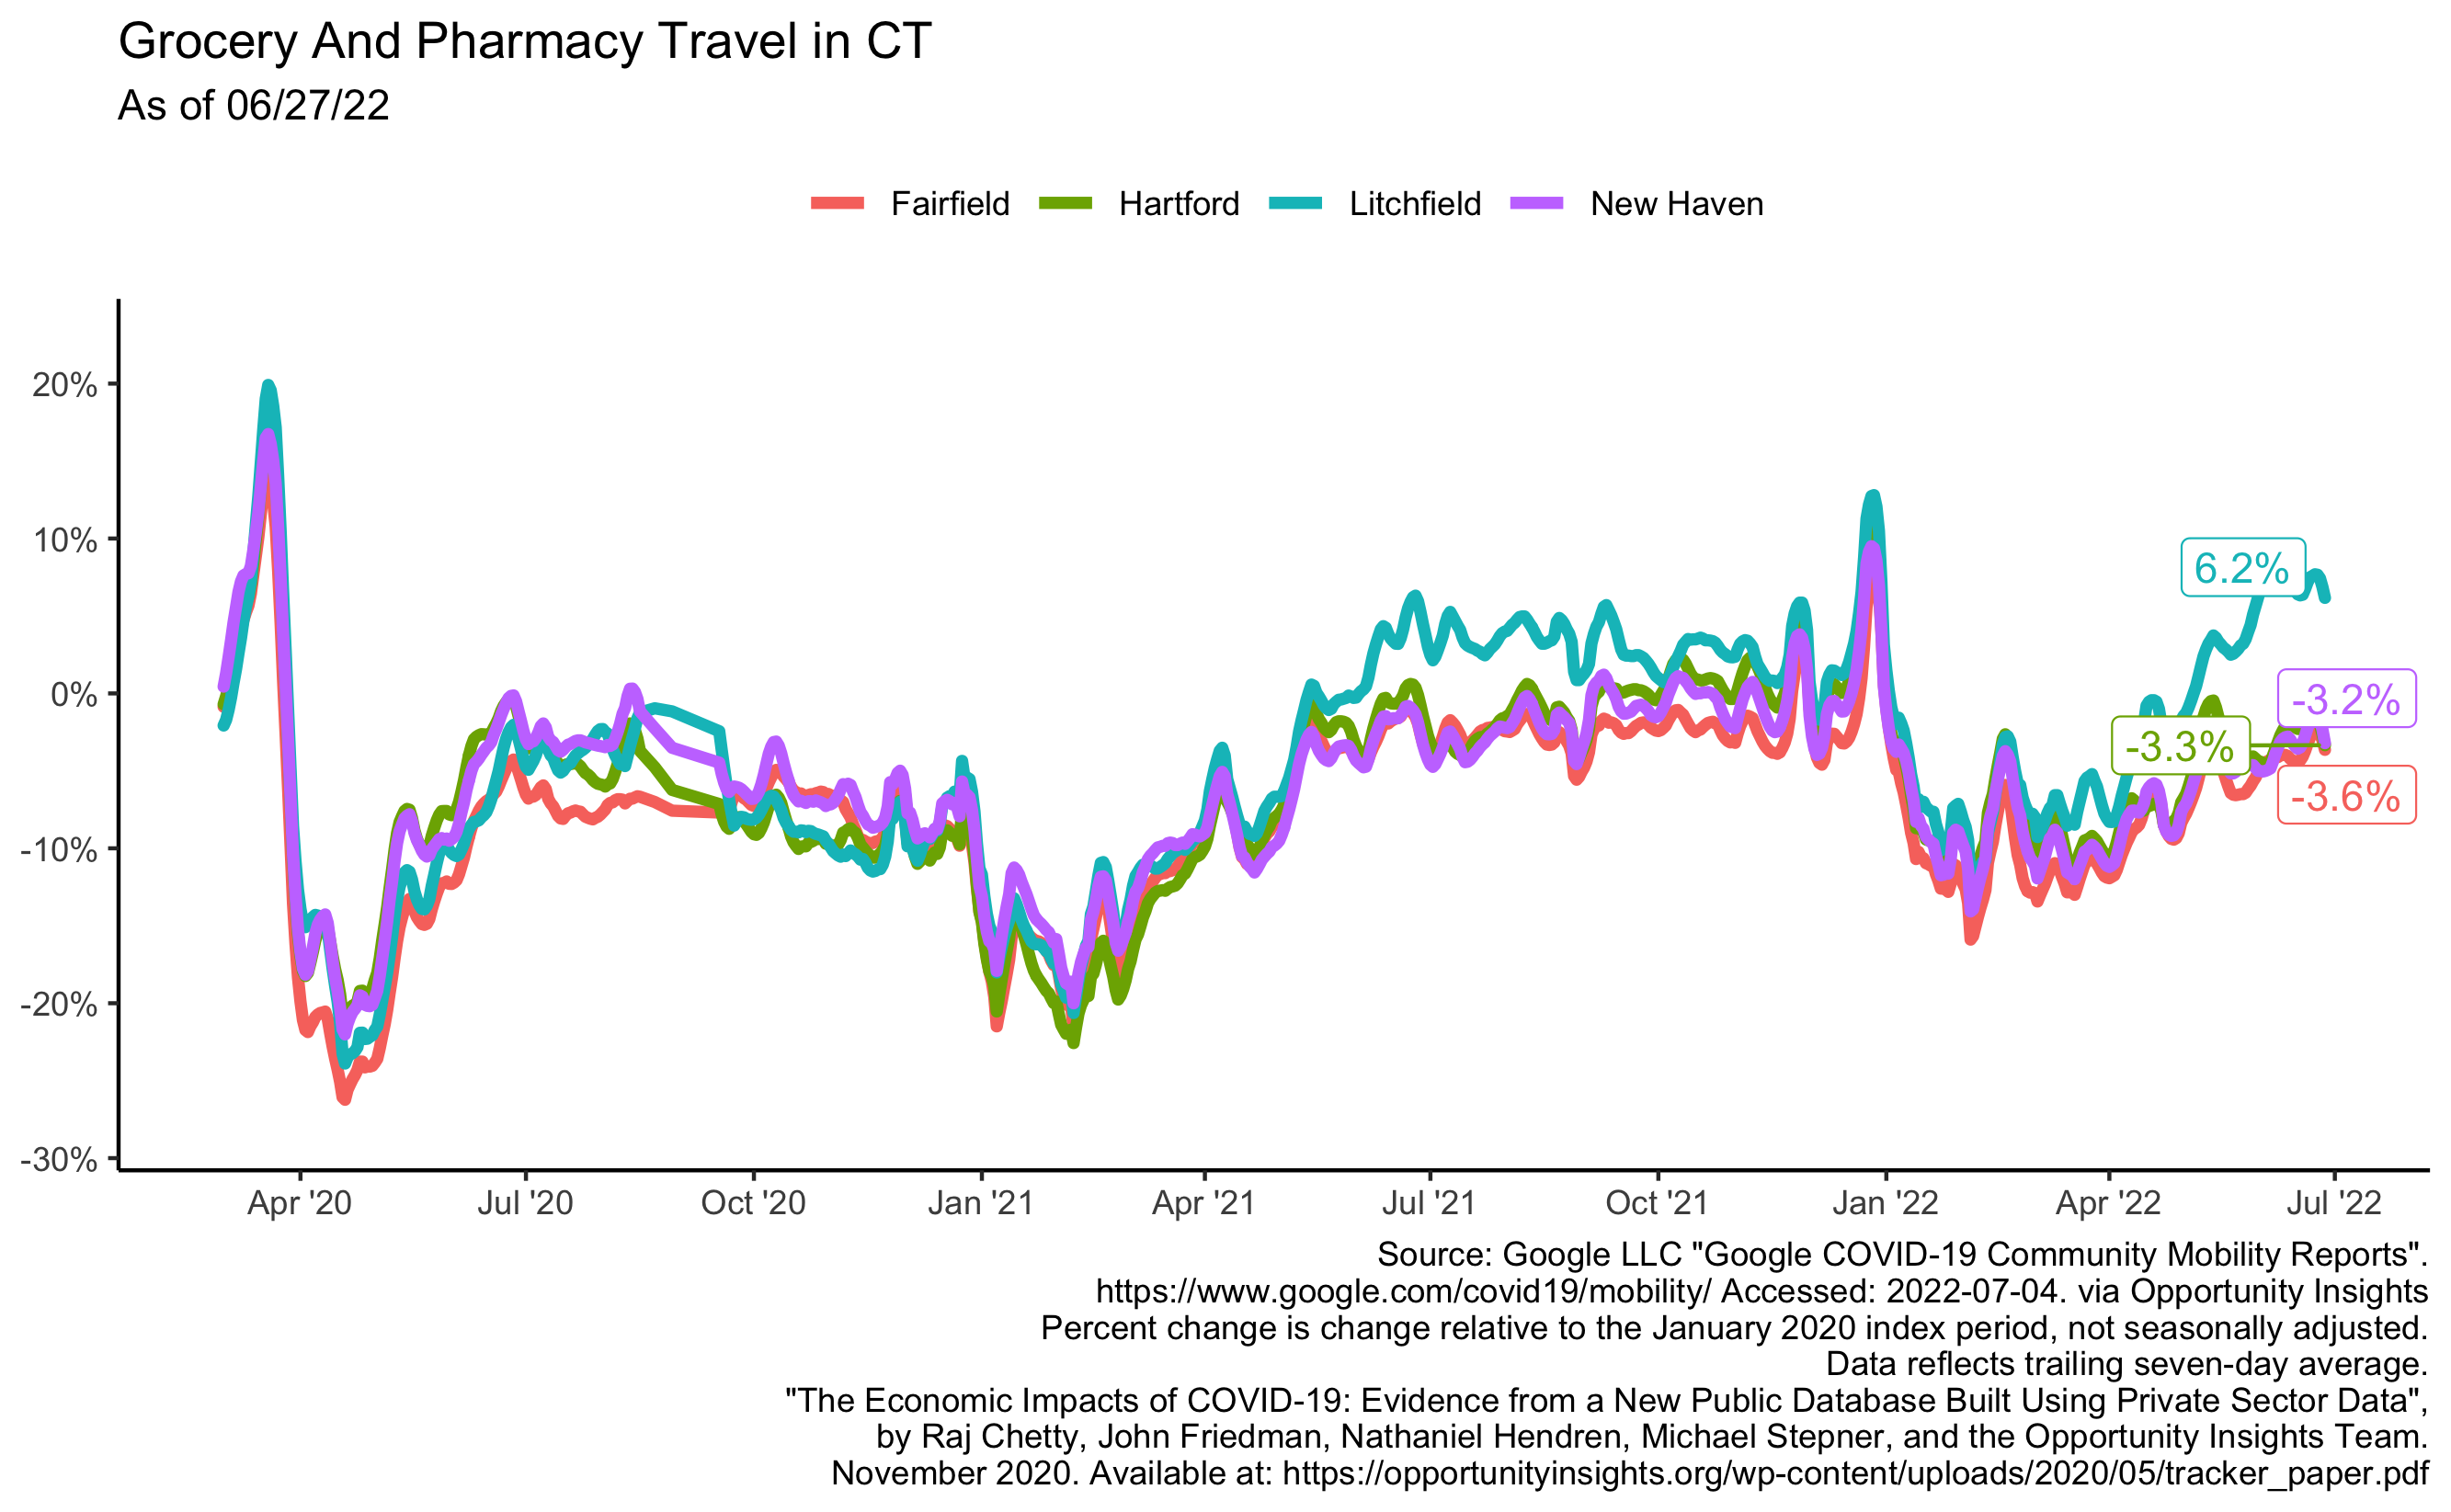 Grocery And Pharmacy Travel in CT
As of 06/27/22
Fairfield Hartford Litchfield New Haven
20%
10%
0%
-10%
-20%
-30%
6.2%
-3.2%
-3.3%
-3.6%
Apr '20 Jul '20 Oct '20 Jan '21 Apr '21 Jul '21 Oct '21 Jan '22 Apr '22 Jul '22
Source: Google LLC "Google COVID-19 Community Mobility Reports".
https://www.google.com/covid19/mobility/ Accessed: 2022-07-04. via Opportunity Insights
Percent change is change relative to the January 2020 index period, not seasonally adjusted.
Data reflects trailing seven-day average.
"The Economic Impacts of COVID-19: Evidence from a New Public Database Built Using Private Sector Data",
by Raj Chetty, John Friedman, Nathaniel Hendren, Michael Stepner, and the Opportunity Insights Team.
November 2020. Available at: https://opportunityinsights.org/wp-content/uploads/2020/05/tracker_paper.pdf